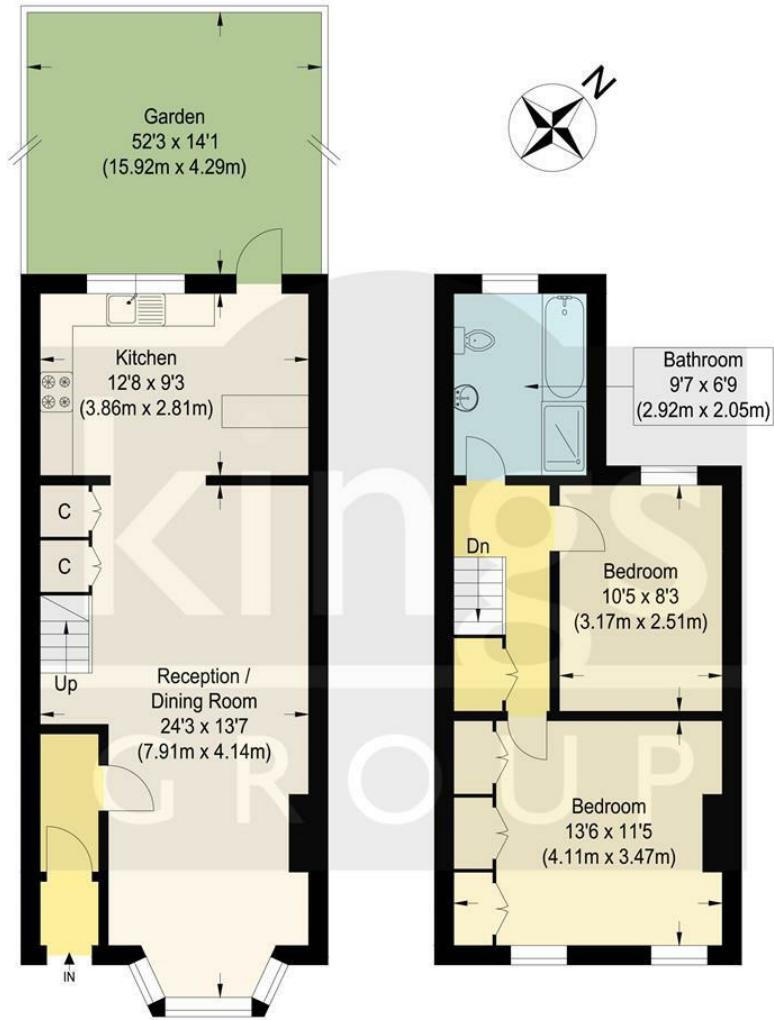 N
Garden
52'3 x 14'1
(15.92m x 4.29m)
Kitchen
12'8 x 9'3
(3.86m x 2.81m)
Bathroom
9'7 x 6'9
(2.92m x 2.05m)
C
C
Up
Reception /
Dining Room
24'3 x 13'7
(7.91m x 4.14m)
IN
Dn
Bedroom
10'5 x 8'3
(3.17m x 2.51m)
Bedroom
13'6 x 11'5
(4.11m x 3.47m)
kings
GROUP